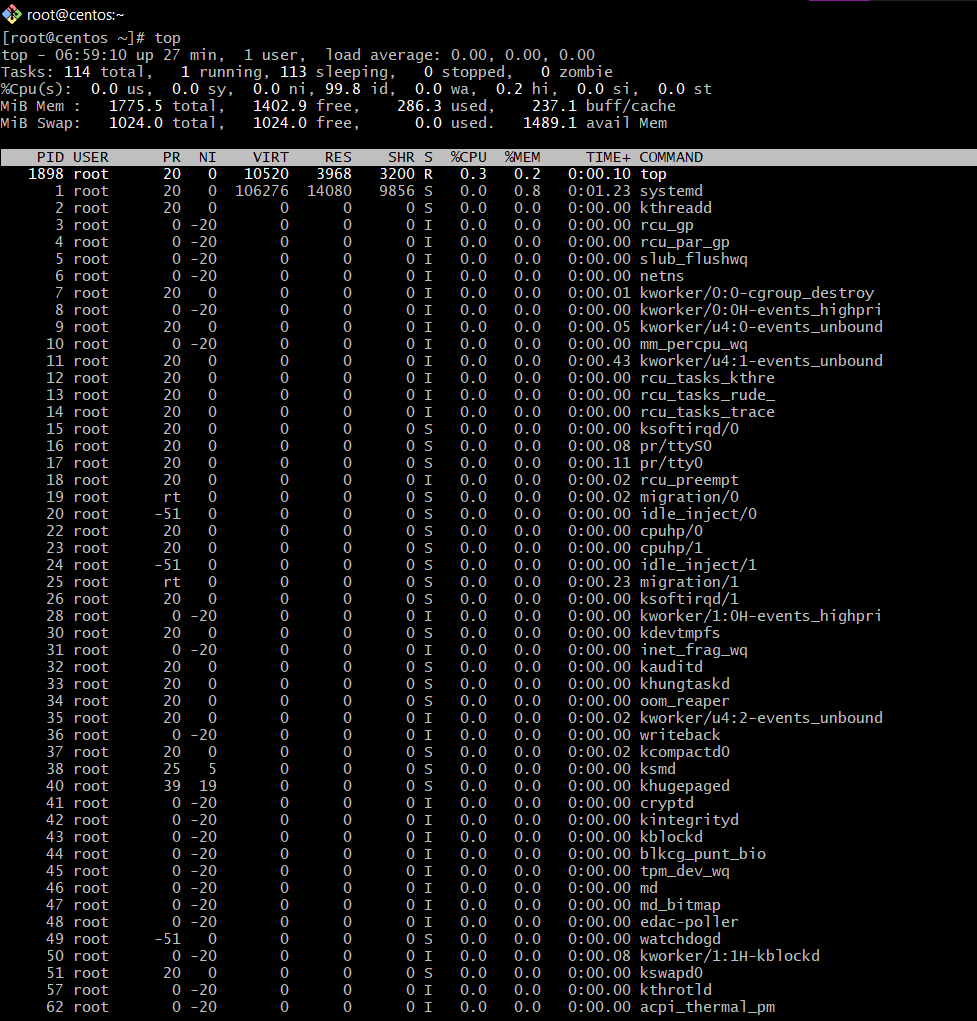 root@centos:~
[root@centos ~]# top
top - 06:59:10 up 27 min,  1 user,  load average: 0.00, 0.00, 0.00
Tasks: 114 total,   1 running, 113 sleeping,   0 stopped,   0 zombie
%Cpu(s):  0.0 us,  0.0 sy,  0.0 ni, 99.8 id,  0.0 wa,  0.2 hi,  0.0 si,  0.0 st
MiB Mem :   1775.5 total,   1402.9 free,    286.3 used,    237.1 buff/cache
MiB Swap:   1024.0 total,   1024.0 free,      0.0 used.   1489.1 avail Mem
PID USER PR NI VIRT RES SHR S %CPU %MEM TIME+ COMMAND
1898 root 20 0 10520 3968 3200 R 0.3 0.2 0:00.10 top
1 root 20 0 106276 14080 9856 S 0.0 0.8 0:01.23 systemd
2 root 20 0 0 0 0 S 0.0 0.0 0:00.00 kthreadd
3 root 0 -20 0 0 0 I 0.0 0.0 0:00.00 rcu_gp
4 root 0 -20 0 0 0 I 0.0 0.0 0:00.00 rcu_par_gp
5 root 0 -20 0 0 0 I 0.0 0.0 0:00.00 slub_flushwq
6 root 0 -20 0 0 0 I 0.0 0.0 0:00.00 netns
7 root 20 0 0 0 0 I 0.0 0.0 0:00.01 kworker/0:0-cgroup_destroy
8 root 0 -20 0 0 0 I 0.0 0.0 0:00.00 kworker/0:0H-events_highpri
9 root 20 0 0 0 0 I 0.0 0.0 0:00.05 kworker/u4:0-events_unbound
10 root 0 -20 0 0 0 I 0.0 0.0 0:00.00 mm_percpu_wq
11 root 20 0 0 0 0 I 0.0 0.0 0:00.43 kworker/u4:1-events_unbound
12 root 20 0 0 0 0 I 0.0 0.0 0:00.00 rcu_tasks_kthre
13 root 20 0 0 0 0 I 0.0 0.0 0:00.00 rcu_tasks_rude_
14 root 20 0 0 0 0 I 0.0 0.0 0:00.00 rcu_tasks_trace
15 root 20 0 0 0 0 S 0.0 0.0 0:00.00 ksoftirqd/0
16 root 20 0 0 0 0 S 0.0 0.0 0:00.08 pr/ttyS0
17 root 20 0 0 0 0 S 0.0 0.0 0:00.11 pr/tty0
18 root 20 0 0 0 0 I 0.0 0.0 0:00.02 rcu_preempt
19 root rt 0 0 0 0 S 0.0 0.0 0:00.02 migration/0
20 root -51 0 0 0 0 S 0.0 0.0 0:00.00 idle_inject/0
22 root 20 0 0 0 0 S 0.0 0.0 0:00.00 cpuhp/0
23 root 20 0 0 0 0 S 0.0 0.0 0:00.00 cpuhp/1
24 root -51 0 0 0 0 S 0.0 0.0 0:00.00 idle_inject/1
25 root rt 0 0 0 0 S 0.0 0.0 0:00.23 migration/1
26 root 20 0 0 0 0 S 0.0 0.0 0:00.00 ksoftirqd/1
28 root 0 -20 0 0 0 I 0.0 0.0 0:00.00 kworker/1:0H-events_highpri
30 root 20 0 0 0 0 S 0.0 0.0 0:00.00 kdevtmpfs
31 root 0 -20 0 0 0 I 0.0 0.0 0:00.00 inet_frag_wq
32 root 20 0 0 0 0 S 0.0 0.0 0:00.00 kauditd
33 root 20 0 0 0 0 S 0.0 0.0 0:00.00 khungtaskd
34 root 20 0 0 0 0 S 0.0 0.0 0:00.00 oom_reaper
35 root 20 0 0 0 0 I 0.0 0.0 0:00.02 kworker/u4:2-events_unbound
36 root 0 -20 0 0 0 I 0.0 0.0 0:00.00 writeback
37 root 20 0 0 0 0 S 0.0 0.0 0:00.02 kcompactd0
38 root 25 5 0 0 0 S 0.0 0.0 0:00.00 ksmd
40 root 39 19 0 0 0 S 0.0 0.0 0:00.00 khugepaged
41 root 0 -20 0 0 0 I 0.0 0.0 0:00.00 cryptd
42 root 0 -20 0 0 0 I 0.0 0.0 0:00.00 kintegrityd
43 root 0 -20 0 0 0 I 0.0 0.0 0:00.00 kblockd
44 root 0 -20 0 0 0 I 0.0 0.0 0:00.00 blkcg_punt_bio
45 root 0 -20 0 0 0 I 0.0 0.0 0:00.00 tpm_dev_wq
46 root 0 -20 0 0 0 I 0.0 0.0 0:00.00 md
47 root 0 -20 0 0 0 I 0.0 0.0 0:00.00 md_bitmap
48 root 0 -20 0 0 0 I 0.0 0.0 0:00.00 edac-poller
49 root -51 0 0 0 0 S 0.0 0.0 0:00.00 watchdogd
50 root 0 -20 0 0 0 I 0.0 0.0 0:00.08 kworker/1:1H-kblockd
51 root 20 0 0 0 0 S 0.0 0.0 0:00.00 kswapd0
57 root 0 -20 0 0 0 I 0.0 0.0 0:00.00 kthrotld
62 root 0 -20 0 0 0 I 0.0 0.0 0:00.00 acpi_thermal_pm